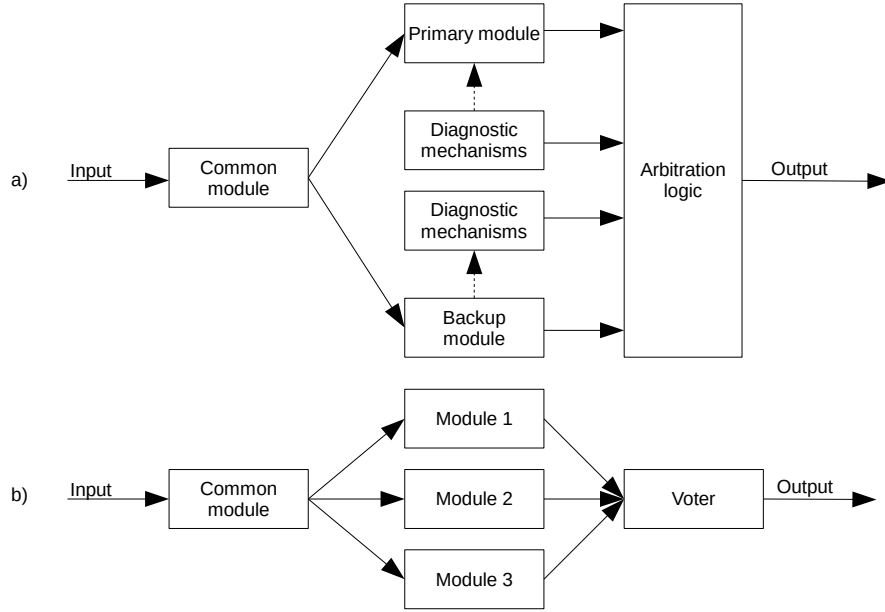 a)
Input
Common
module
Primary module
Diagnostic
mechanisms
Diagnostic
mechanisms
Backup
module
Arbitration
logic
Output
b)
Input
Common
module
Module 1
Module 2
Module 3
Voter
Output